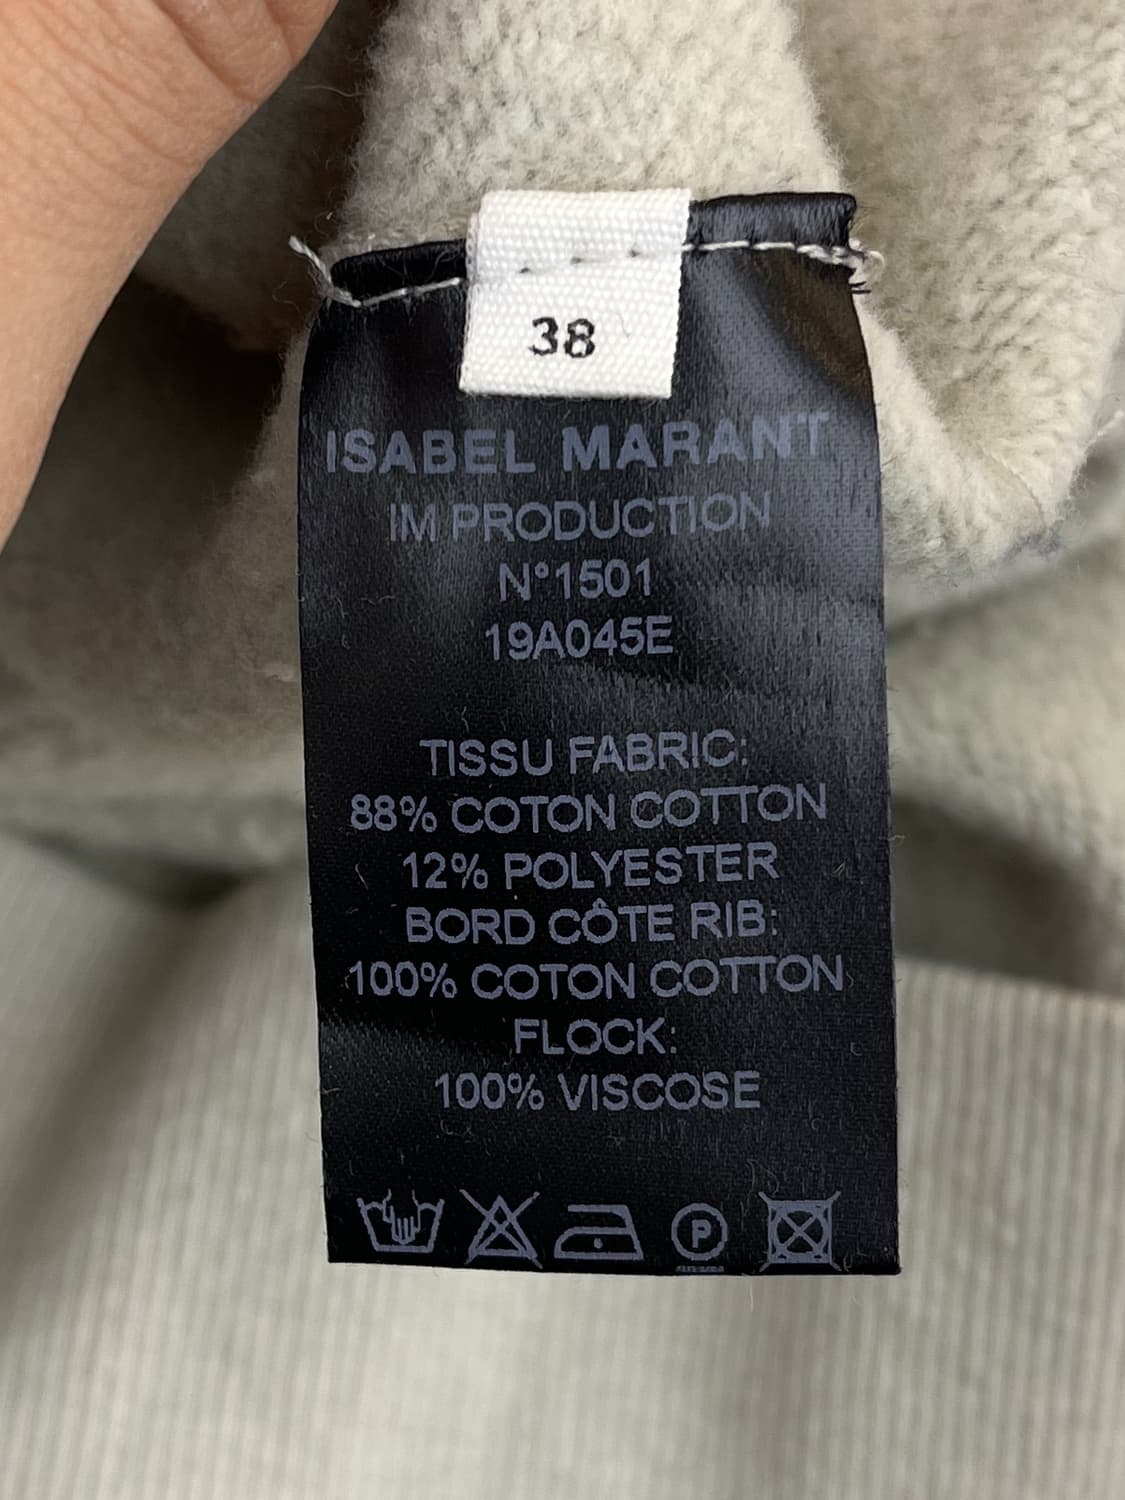 38
ISABEL MARANT
IM PRODUCTION
N°1501
19A045E
TISSU FABRIC:
88% COTON COTTON
12% POLYESTER
BORD CÔTE RIB:
100% COTON COTTON
FLOCK:
100% VISCOSE
P